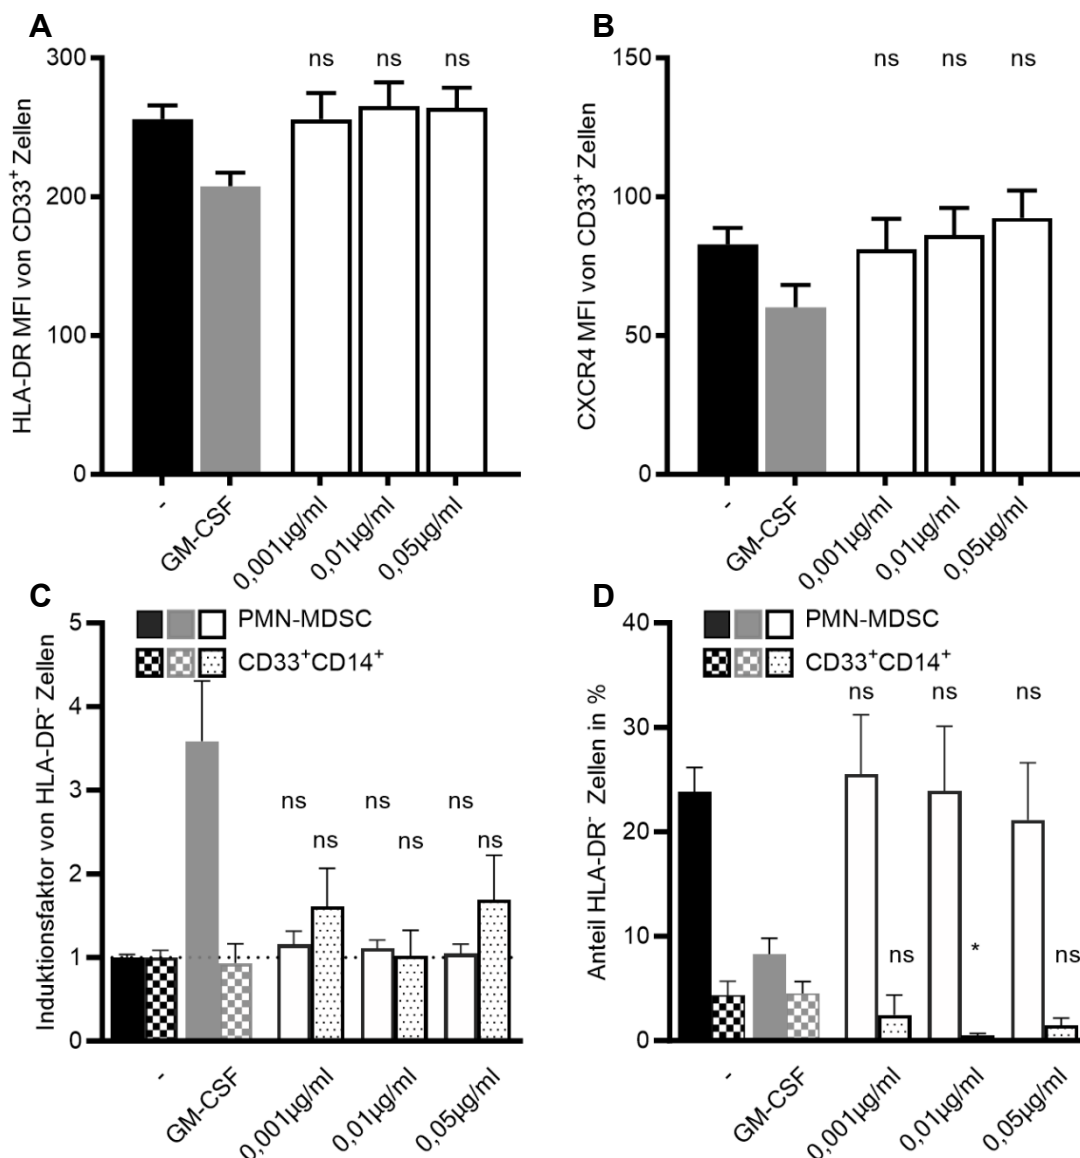 A
300
200
100
0
HLA-DR MFI von CD33⁺ Zellen
ns ns ns
-
GM-CSF
0,001µg/ml
0,01µg/ml
0,05µg/ml
B
150
100
50
0
CXCR4 MFI von CD33⁺ Zellen
ns ns ns
-
GM-CSF
0,001µg/ml
0,01µg/ml
0,05µg/ml
C
5
4
3
2
1
0
Induktionsfaktor von HLA-DR⁻ Zellen
PMN-MDSC
CD33⁺CD14⁺
ns ns ns
ns ns ns
-
GM-CSF
0,001µg/ml
0,01µg/ml
0,05µg/ml
D
40
30
20
10
0
Anteil HLA-DR⁻ Zellen in %
PMN-MDSC
CD33⁺CD14⁺
ns ns ns
ns * ns
-
GM-CSF
0,001µg/ml
0,01µg/ml
0,05µg/ml